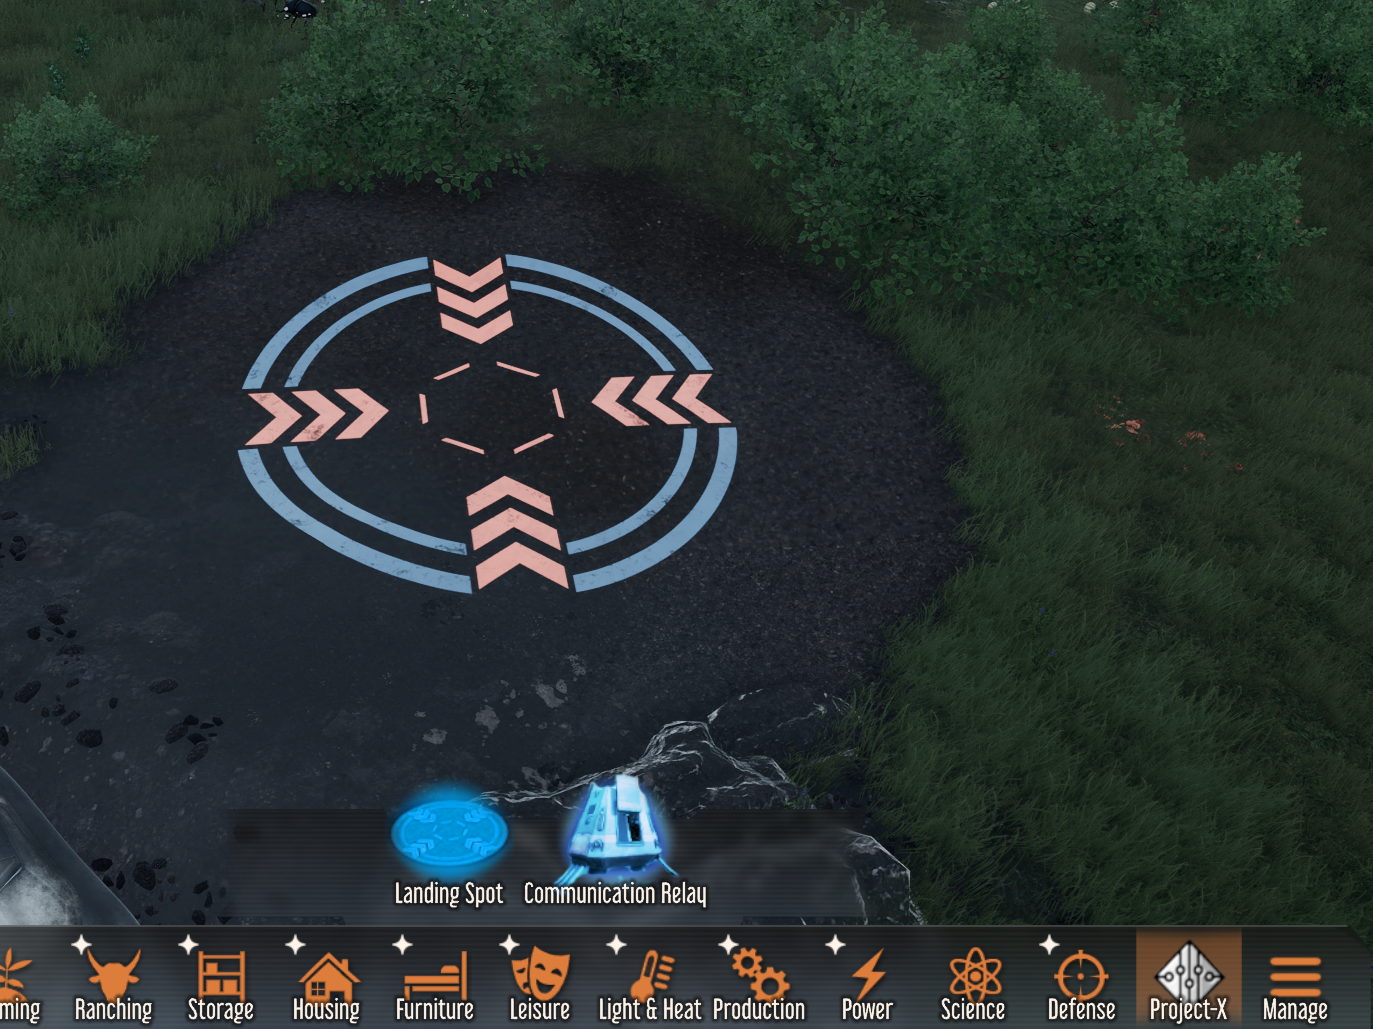 Landing Spot
Communication Relay
ming
Ranching
Storage
Housing
Furniture
Leisure
Light & Heat
Production
Power
Science
Defense
Project-X
Manage